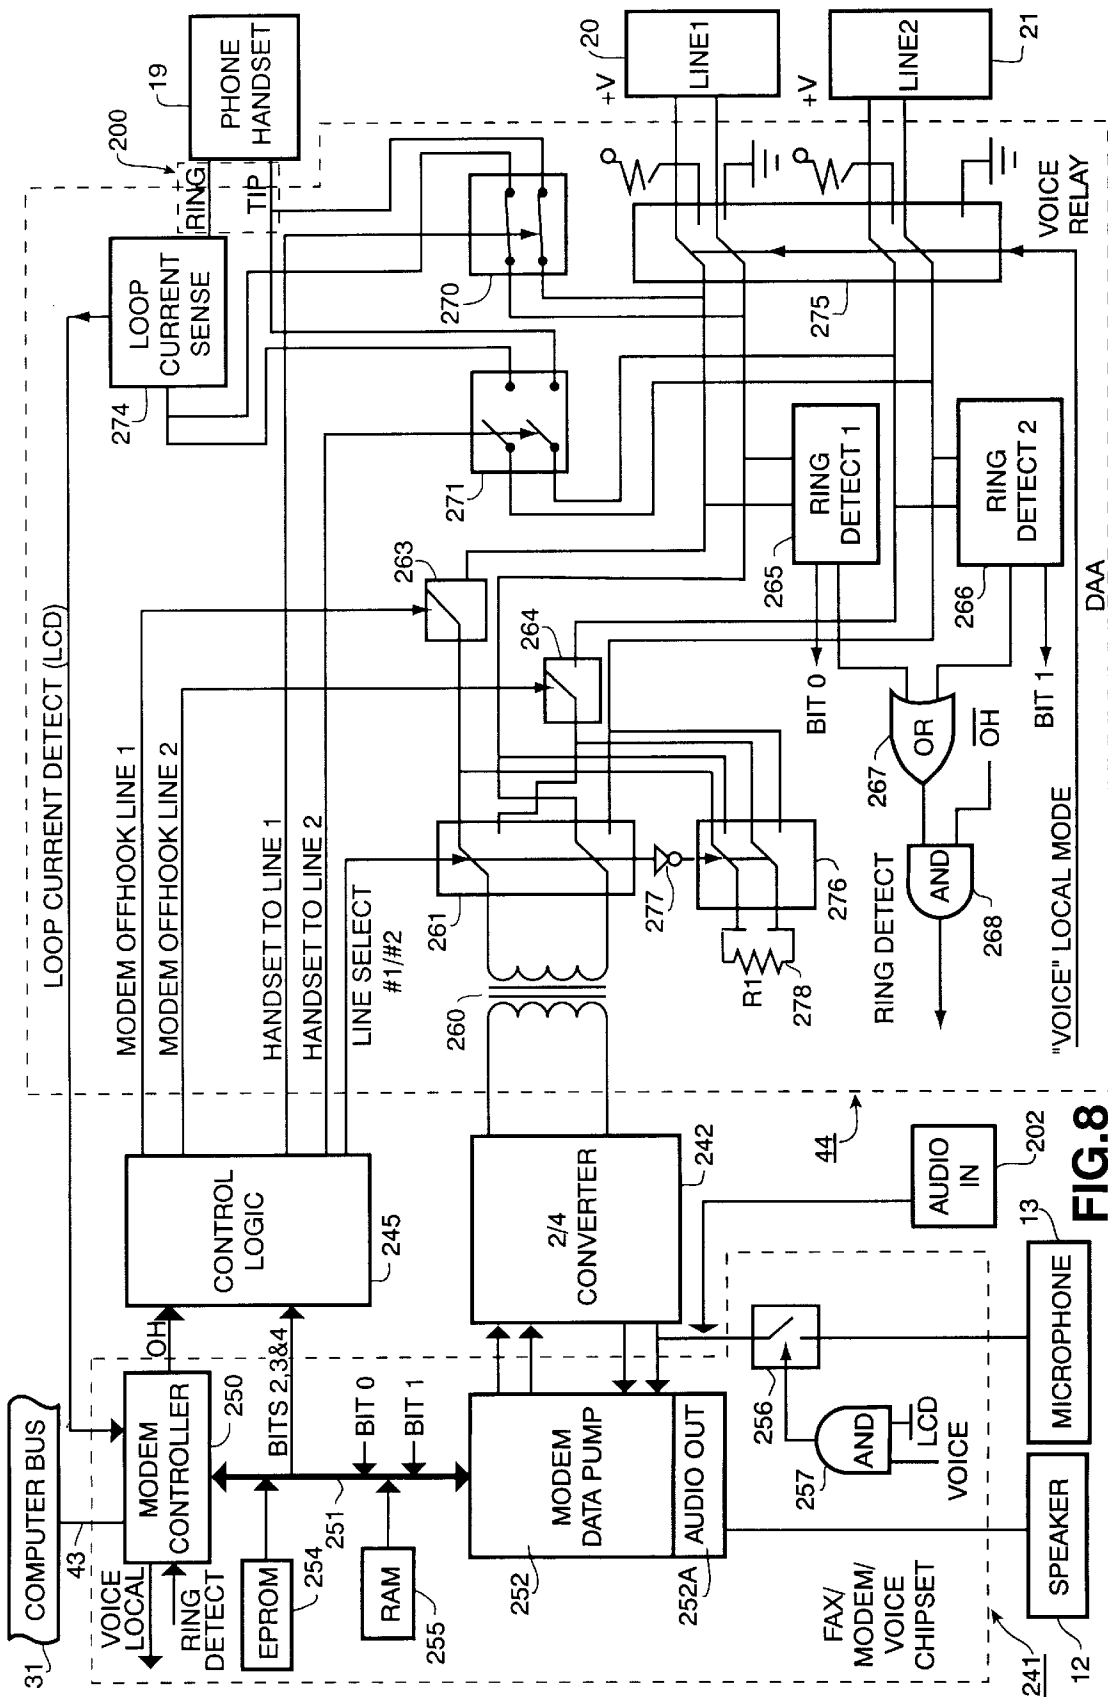 COMPUTER BUS
31
43
VOICE
LOCAL
RING
DETECT
MODEM
CONTROLLER
250
OH
BITS 2,3&4
EPROM
254
251
RAM
255
BIT 0
BIT 1
MODEM
DATA PUMP
252
AUDIO OUT
252A
FAX/
MODEM/
VOICE
CHIPSET
241
SPEAKER
12
MICROPHONE
13
AND
257
VOICE
LCD
256
AUDIO
IN
202
44
FIG.8
CONTROL
LOGIC
245
2/4
CONVERTER
242
LOOP CURRENT DETECT (LCD)
MODEM OFFHOOK LINE 1
MODEM OFFHOOK LINE 2
HANDSET TO LINE 1
HANDSET TO LINE 2
LINE SELECT
#1/#2
260
261
277
276
R1
278
263
264
RING DETECT
AND
268
OR
267
OH
"VOICE" LOCAL MODE
DAA
BIT 0
BIT 1
RING
DETECT 1
265
RING
DETECT 2
266
271
270
275
VOICE
RELAY
LOOP
CURRENT
SENSE
274
RING
TIP
200
PHONE
HANDSET
19
+V
LINE1
20
+V
LINE2
21